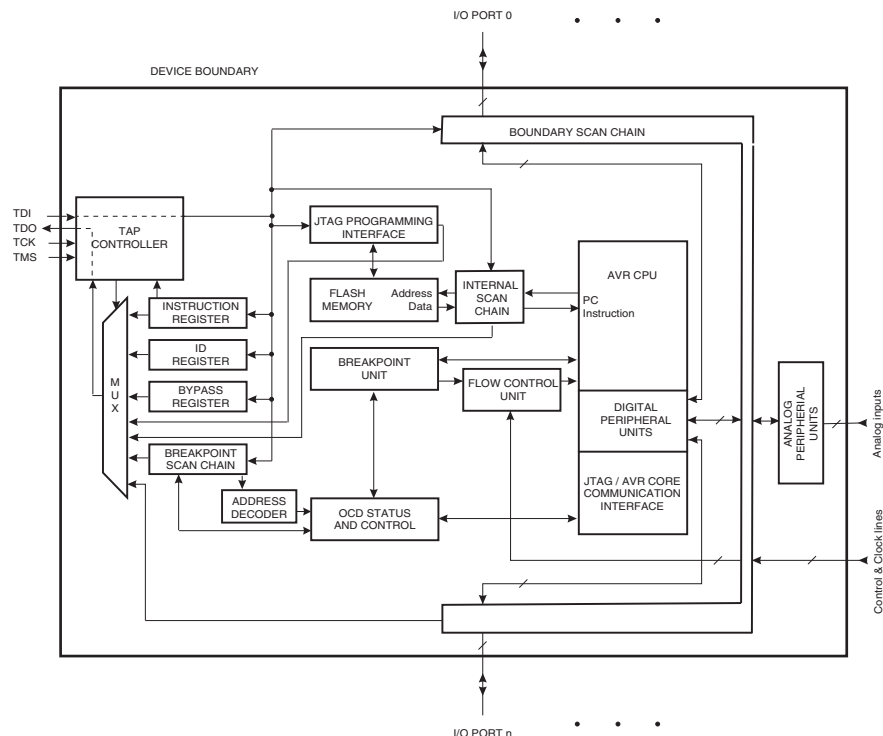 I/O PORT 0
DEVICE BOUNDARY
BOUNDARY SCAN CHAIN
TDI
TDO
TCK
TMS
TAP
CONTROLLER
JTAG PROGRAMMING
INTERFACE
AVR CPU
FLASH
MEMORY
Address
Data
INTERNAL
SCAN
CHAIN
PC
Instruction
INSTRUCTION
REGISTER
ID
REGISTER
M
U
X
BREAKPOINT
UNIT
FLOW CONTROL
UNIT
BYPASS
REGISTER
DIGITAL
PERIPHERAL
UNITS
ANALOG
PERIPHERIAL
UNITS
Analog inputs
BREAKPOINT
SCAN CHAIN
ADDRESS
DECODER
OCD STATUS
AND CONTROL
JTAG / AVR CORE
COMMUNICATION
INTERFACE
Control & Clock lines
I/O PORT n